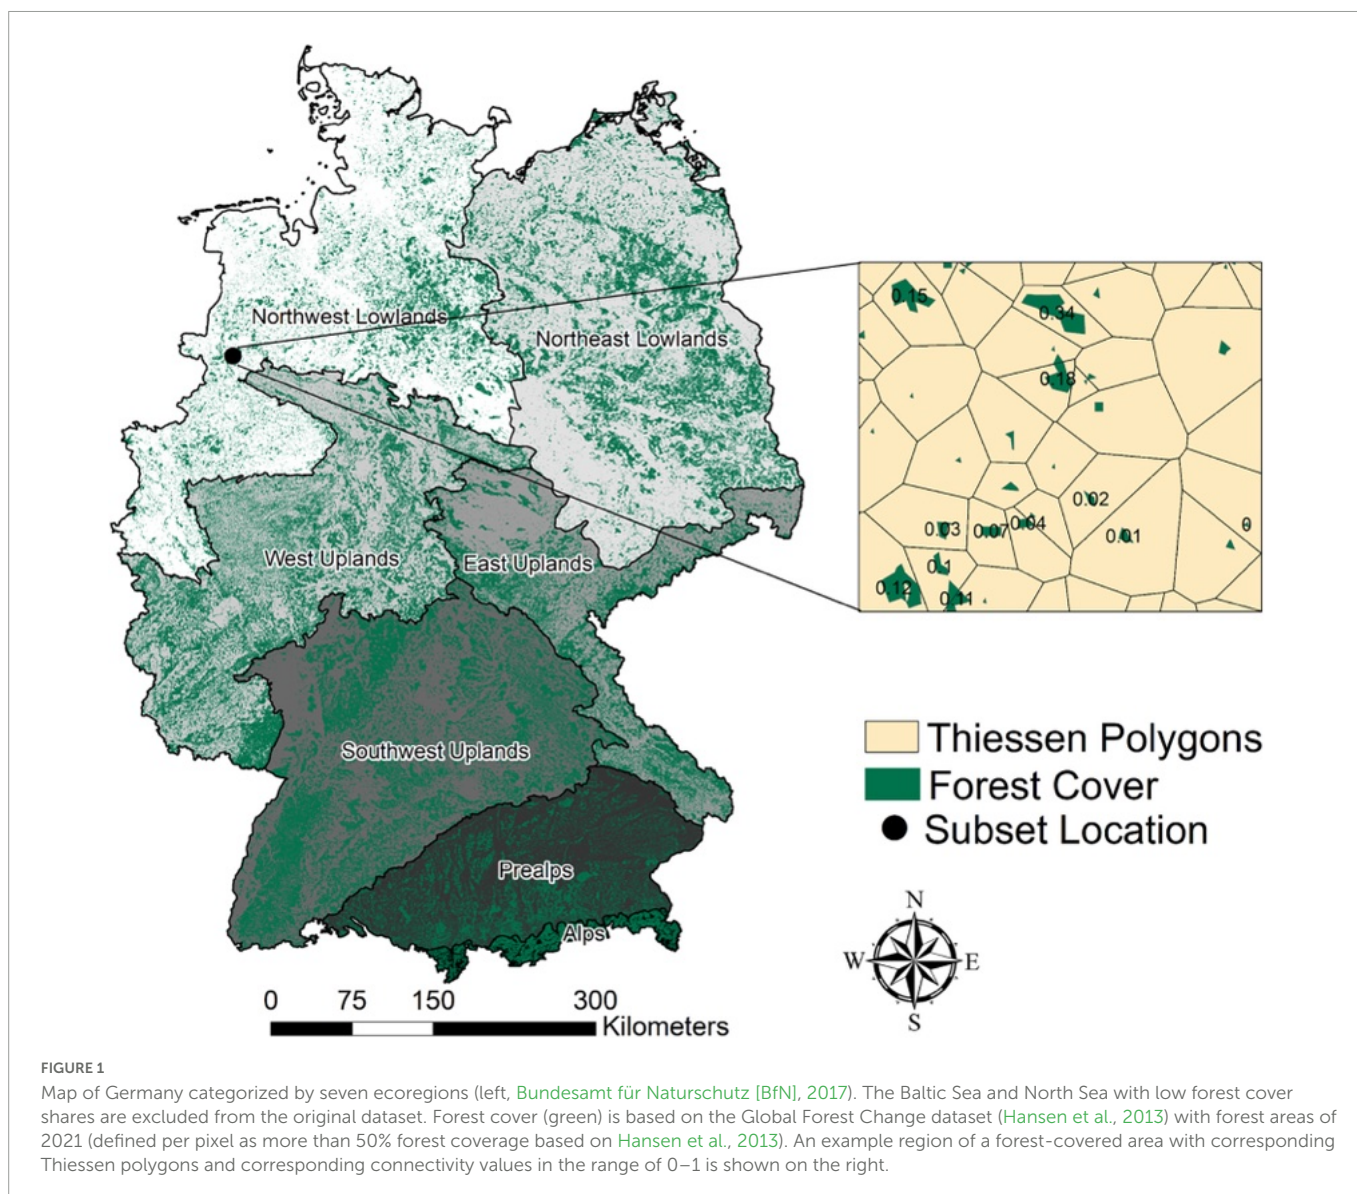 Northwest Lowlands
Northeast Lowlands
West Uplands
East Uplands
Southwest Uplands
Prealps
Alps
0.15
0.34
0.18
0.02
0.03
0.07
0.04
0.01
0
0.1
0.12
0.11
Thiessen Polygons
Forest Cover
Subset Location
N
W
E
S
0 75 150 300
Kilometers
FIGURE 1
Map of Germany categorized by seven ecoregions (left, Bundesamt für Naturschutz [BfN], 2017). The Baltic Sea and North Sea with low forest cover
shares are excluded from the original dataset. Forest cover (green) is based on the Global Forest Change dataset (Hansen et al., 2013) with forest areas of
2021 (defined per pixel as more than 50% forest coverage based on Hansen et al., 2013). An example region of a forest-covered area with corresponding
Thiessen polygons and corresponding connectivity values in the range of 0–1 is shown on the right.